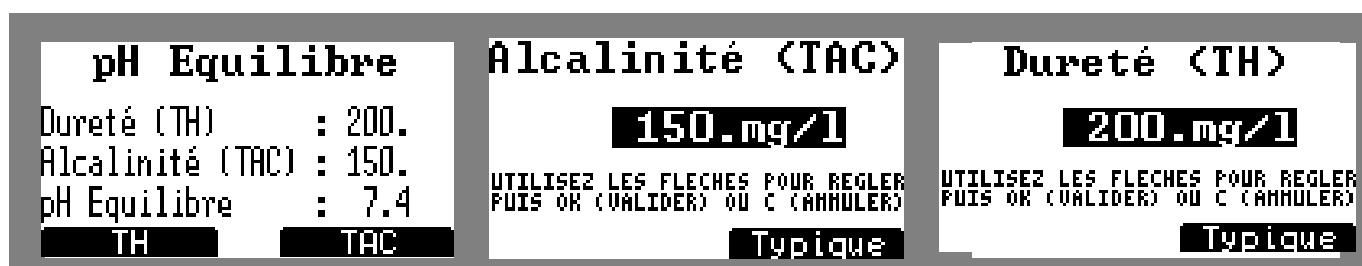 pH Equilibre
Dureté (TH) : 200.
Alcalinité (TAC) : 150.
pH Equilibre : 7.4
TH TAC
Alcalinité (TAC)
150.mg/l
UTILISEZ LES FLECHES POUR REGLER
PUIS OK (VALIDER) OU C (ANNULER)
Typique
Dureté (TH)
200.mg/l
UTILISEZ LES FLECHES POUR REGLER
PUIS OK (VALIDER) OU C (ANNULER)
Typique